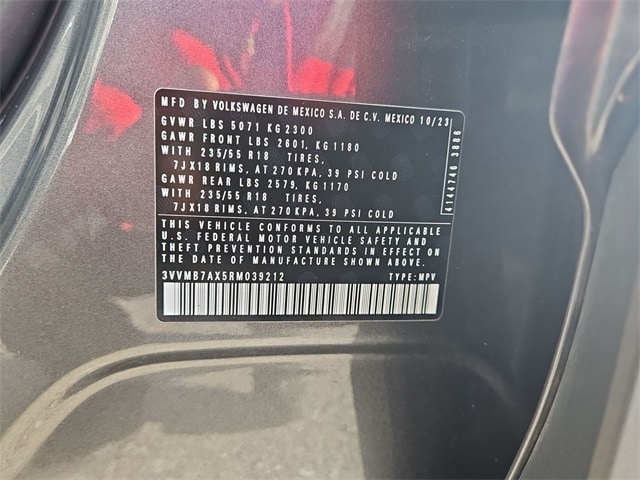 MFD BY VOLKSWAGEN DE MEXICO S.A. DE C.V. MEXICO 10/23
GVWR LBS 5071 KG 2300
GAWR FRONT LBS 2601, KG 1180
WITH 235/55 R18 TIRES,
7JX18 RIMS, AT 270 KPA, 39 PSI COLD
GAWR REAR LBS 2579, KG 1170
WITH 235/55 R18 TIRES,
7JX18 RIMS, AT 270 KPA, 39 PSI COLD
THIS VEHICLE CONFORMS TO ALL APPLICABLE
U.S. FEDERAL MOTOR VEHICLE SAFETY AND
THEFT PREVENTION STANDARDS IN EFFECT ON
THE DATE OF MANUFACTURE SHOWN ABOVE.
3VVMB7AX5RM039212 TYPE: MPV
4144746 3886